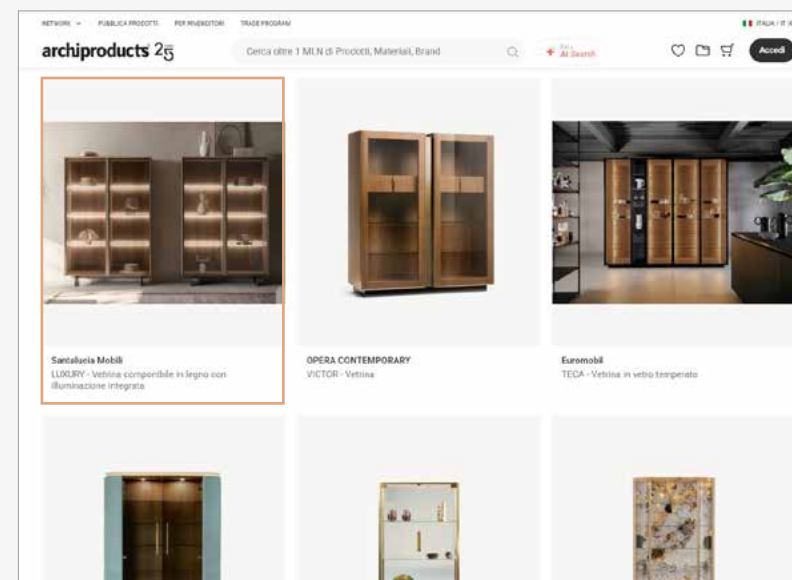 NETWORK PUBBLICA PRODOTTI PER RIVENDITORI TRADE PROGRAM
ITALIA / IT
archiproducts 25
Cerca oltre 1 MLN di Prodotti, Materiali, Brand
AI Search
Accedi
Santalucia Mobili
LUXURY - Vetrina componibile in legno con
illuminazione integrata
OPERA CONTEMPORARY
VICTOR - Vetrina
Euromobil
TECA - Vetrina in vetro temperato